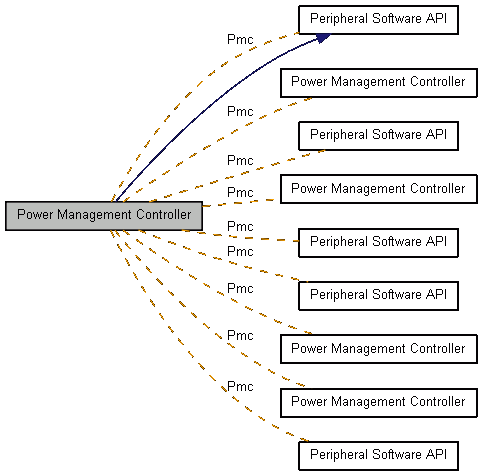 Peripheral Software API
Pmc
Power Management Controller
Pmc
Peripheral Software API
Pmc
Power Management Controller
Pmc
Power Management Controller
Pmc
Peripheral Software API
Pmc
Peripheral Software API
Pmc
Power Management Controller
Pmc
Power Management Controller
Pmc
Peripheral Software API